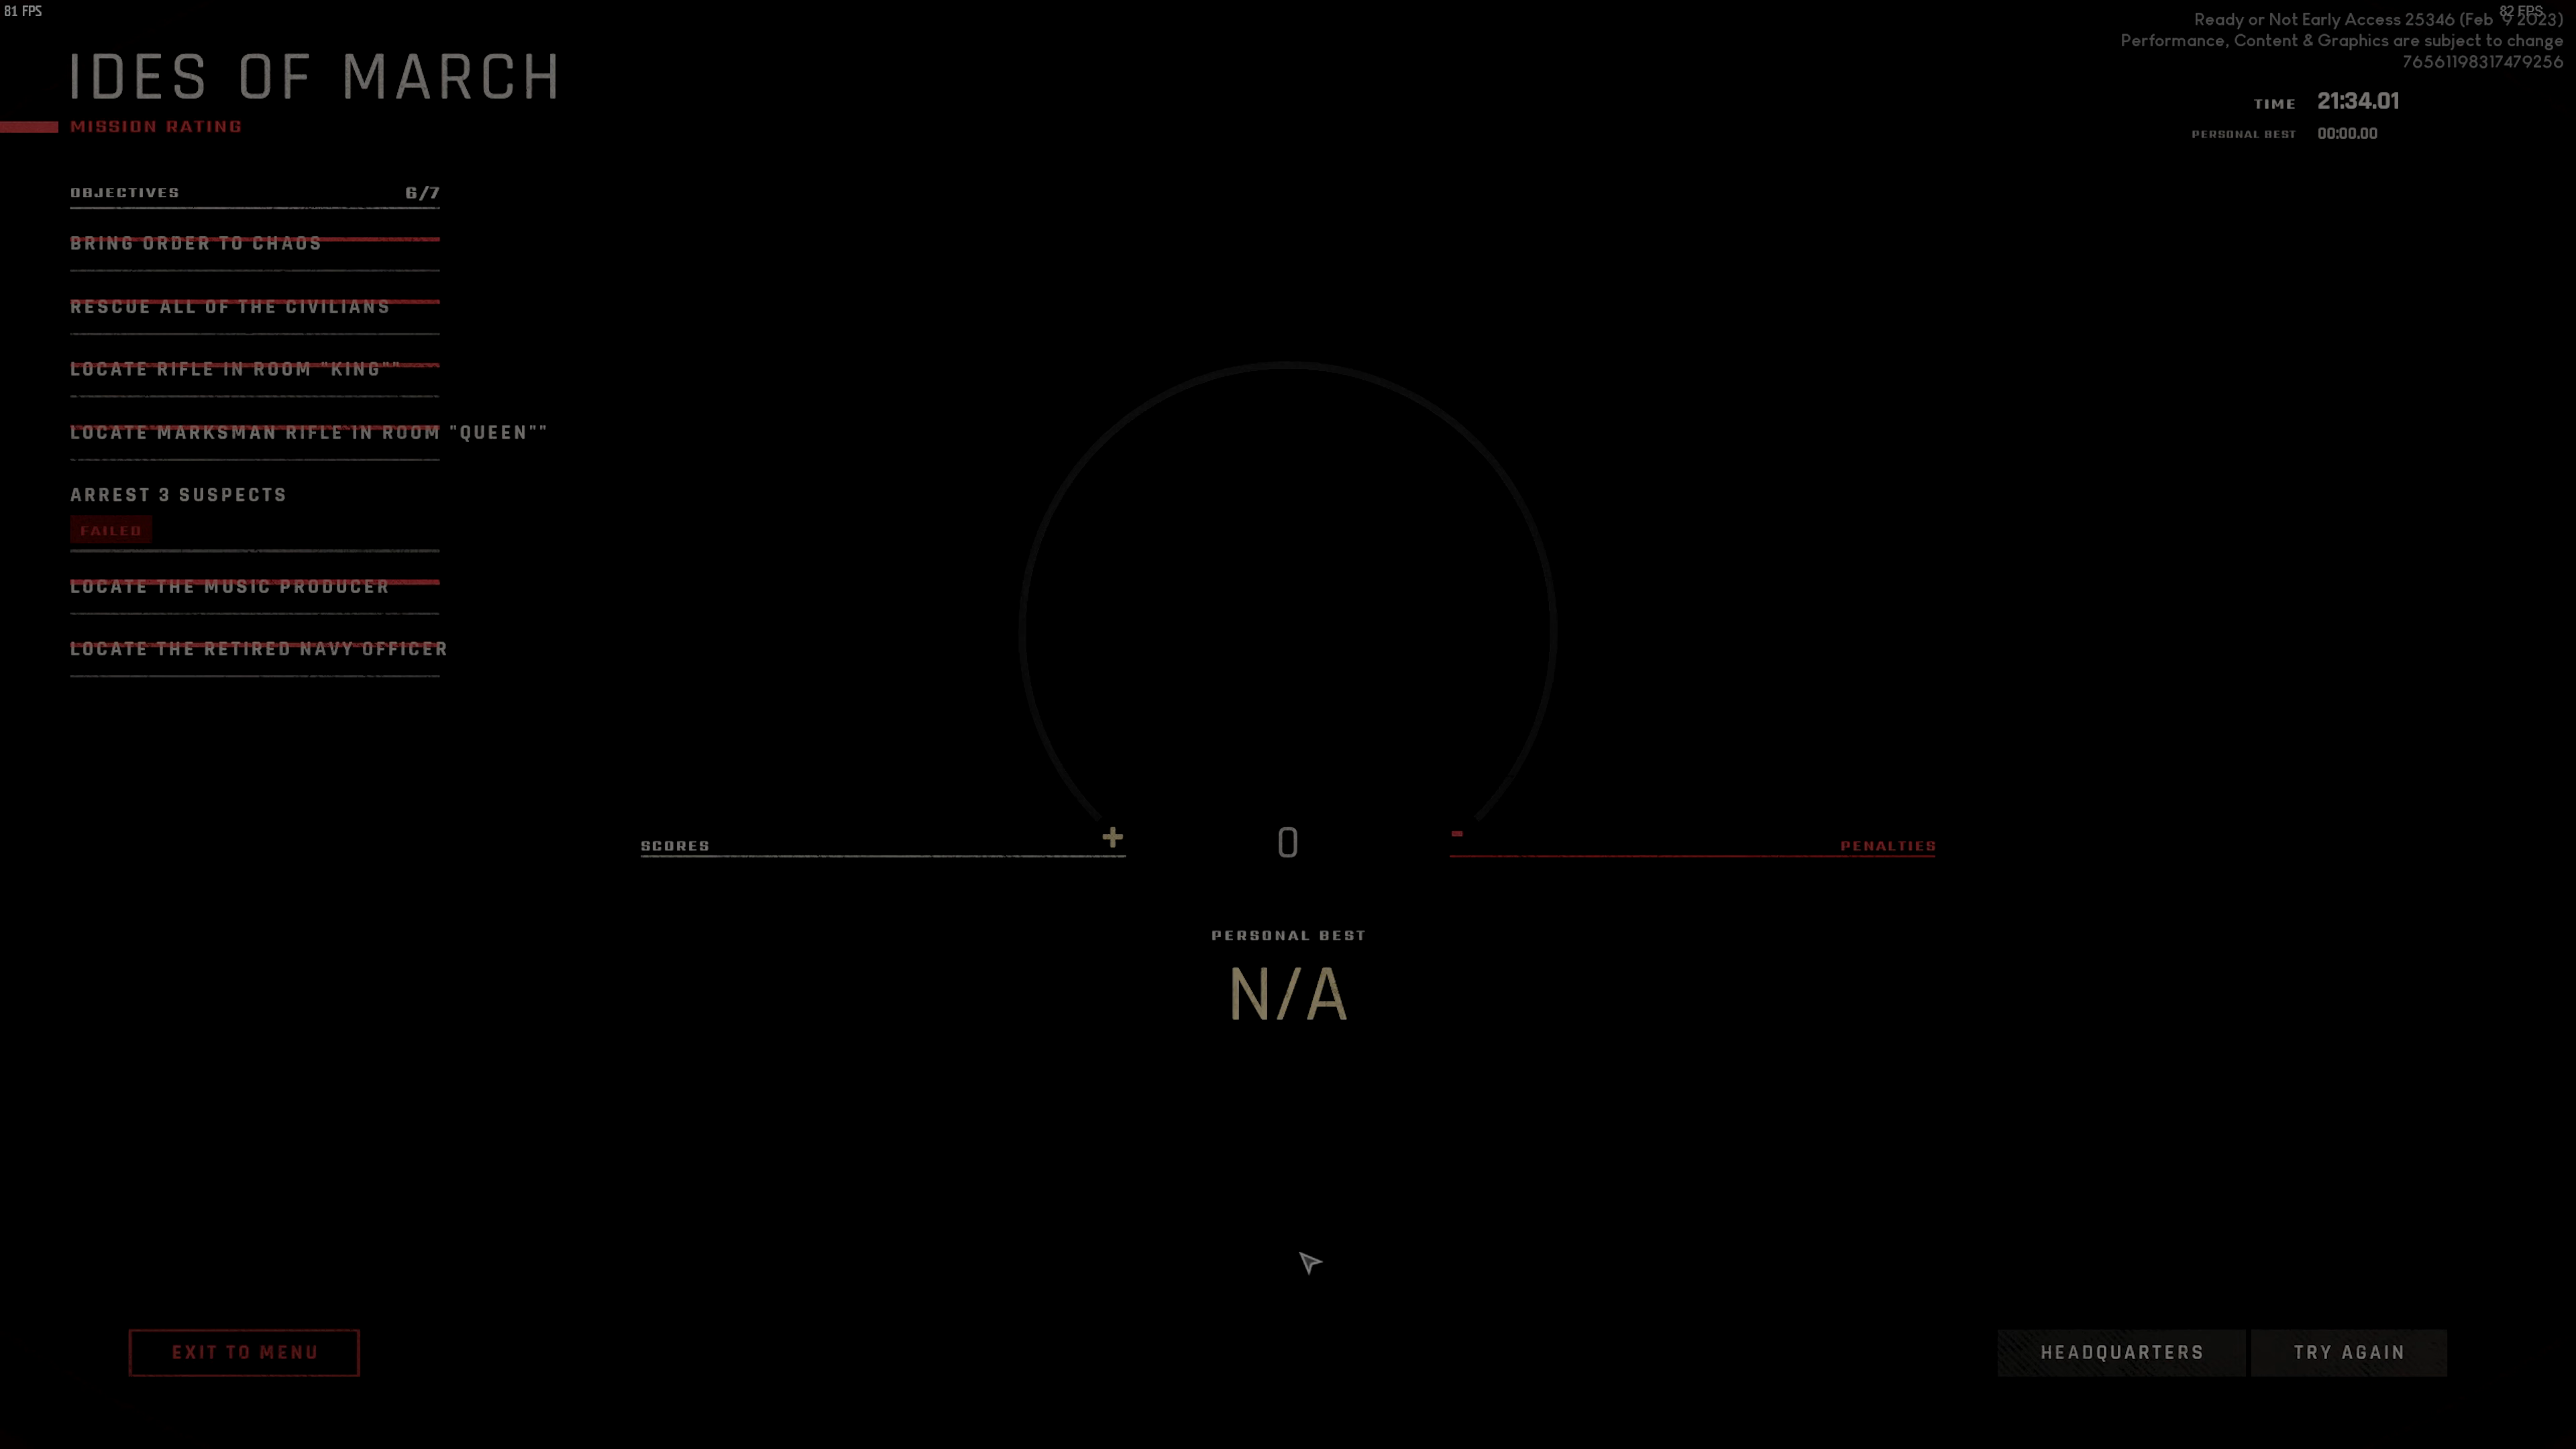 81 FPS
82 FPS
Ready or Not Early Access 25346 (Feb 9 2023)
Performance, Content & Graphics are subject to change
76561198317479256
IDES OF MARCH
MISSION RATING
TIME 21:34.01
PERSONAL BEST 00:00.00
OBJECTIVES 6/7
BRING ORDER TO CHAOS
RESCUE ALL OF THE CIVILIANS
LOCATE RIFLE IN ROOM "KING""
LOCATE MARKSMAN RIFLE IN ROOM "QUEEN""
ARREST 3 SUSPECTS
FAILED
LOCATE THE MUSIC PRODUCER
LOCATE THE RETIRED NAVY OFFICER
SCORES + 0 - PENALTIES
PERSONAL BEST
N/A
EXIT TO MENU
HEADQUARTERS
TRY AGAIN